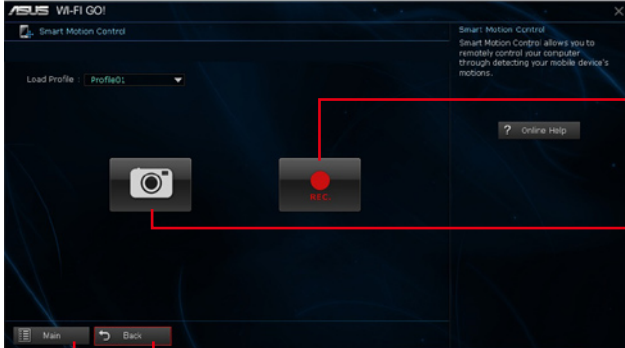 ASUS WI-FI GO!
Smart Motion Control
Load Profile : Profile01
REC.
Main
Back
Smart Motion Control
Smart Motion Control allows you to
remotely control your computer
through detecting your mobile device's
motions.
? Online Help